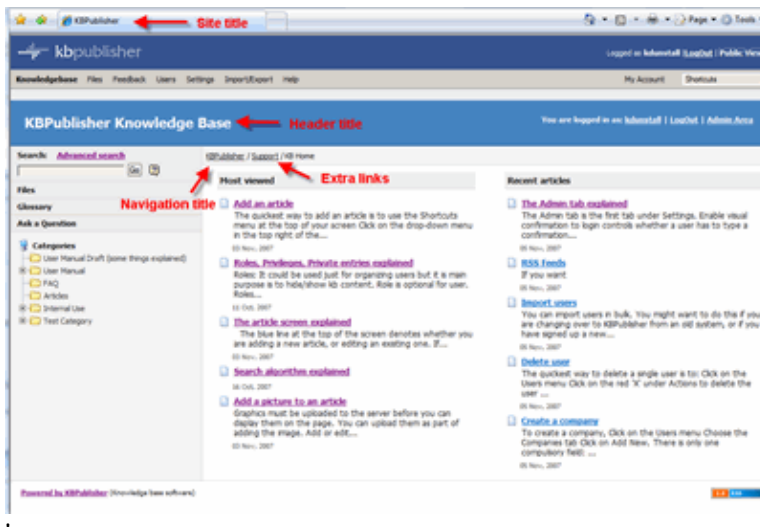 KBPublisher
Site title
Page
Tools
kbpublisher
Logged as kdunstall | LogOut | Public View
Knowledgebase Files Feedback Users Settings Import/Export Help
My Account
Shortcuts
KBPublisher Knowledge Base
Header title
You are logged in as: kdunstall | LogOut | Admin Area
Search: Advanced search
Go
KBPublisher / Support / KB Home
Navigation title
Extra links
Files
Glossary
Ask a Question
Categories
User Manual Draft (some things explained)
User Manual
FAQ
Articles
Internal Use
Test Category
Most viewed
Add an article
The quickest way to add an article is to use the Shortcuts
menu at the top of your screen Click on the drop-down menu
in the top right of the...
03 Nov, 2007
Roles, Privileges, Private entries explained
Roles: It could be used just for organizing users but it is main
purpose is to hide/show kb content. Role is optional for user.
Roles...
11 Oct, 2007
The article screen explained
The blue line at the top of the screen denotes whether you
are adding a new article, or editing an existing one. If...
03 Nov, 2007
Search algorithm explained
16 Oct, 2007
Add a picture to an article
Graphics must be uploaded to the server before you can
display them on the page. You can upload them as part of
adding the image. Add or edit...
03 Nov, 2007
Recent articles
The Admin tab explained
The Admin tab is the first tab under Settings. Enable visual
confirmation to login controls whether a user has to type a
confirmation...
05 Nov, 2007
RSS Feeds
If you want
05 Nov, 2007
Import users
You can import users in bulk. You might want to do this if you
are changing over to KBPublisher from an old system, or if you
have signed up a new...
05 Nov, 2007
Delete user
The quickest way to delete a single user is to: Click on the
Users menu Click on the red 'X' under Actions to delete the
user ...
05 Nov, 2007
Create a company
To create a company, Click on the Users menu Choose the
Companies tab Click on Add New. There is only one
compulsory field: ...
05 Nov, 2007
Powered by KBPublisher (Knowledge base software)
RSS